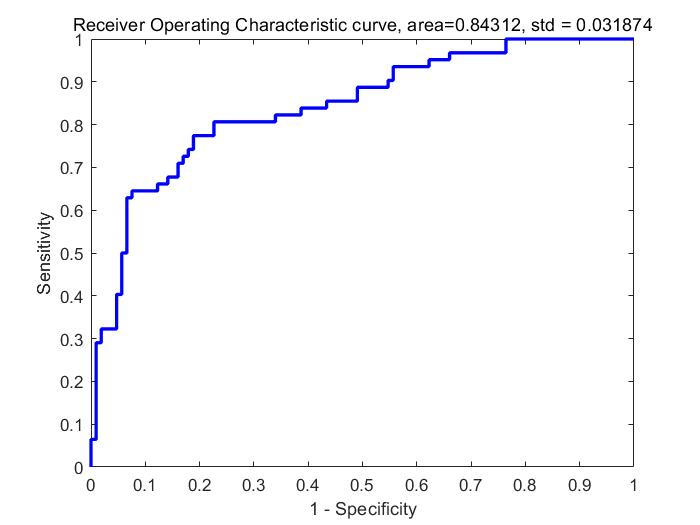 Receiver Operating Characteristic curve, area=0.84312, std = 0.031874
1
0.9
0.8
0.7
0.6
0.5
0.4
0.3
0.2
0.1
0
Sensitivity
0 0.1 0.2 0.3 0.4 0.5 0.6 0.7 0.8 0.9 1
1 - Specificity